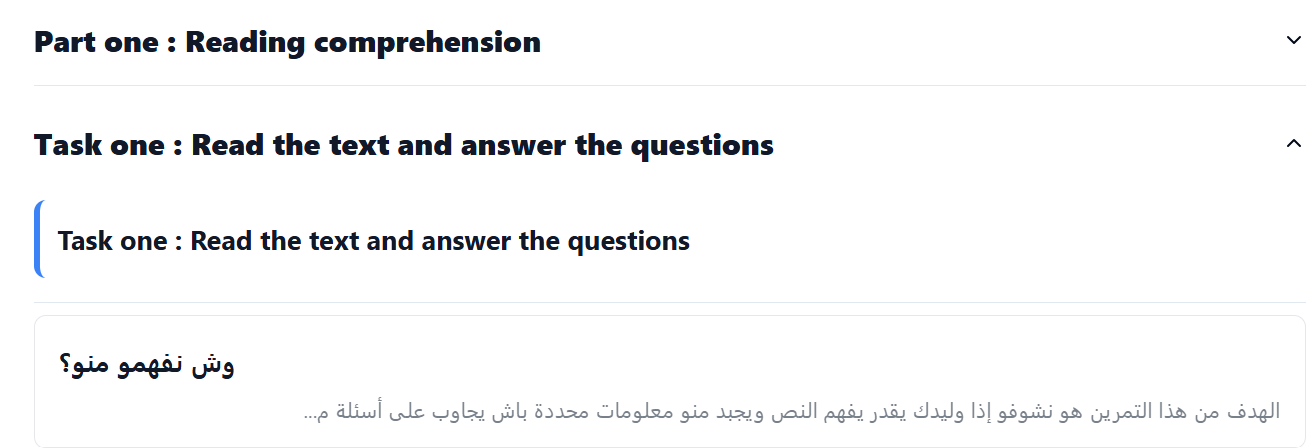 Part one : Reading comprehension
Task one : Read the text and answer the questions
Task one : Read the text and answer the questions
وش نفهمو منو؟
الهدف من هذا التمرين هو نشوفو إذا وليدك يقدر يفهم النص ويجبد منو معلومات محددة باش يجاوب على أسئلة م...